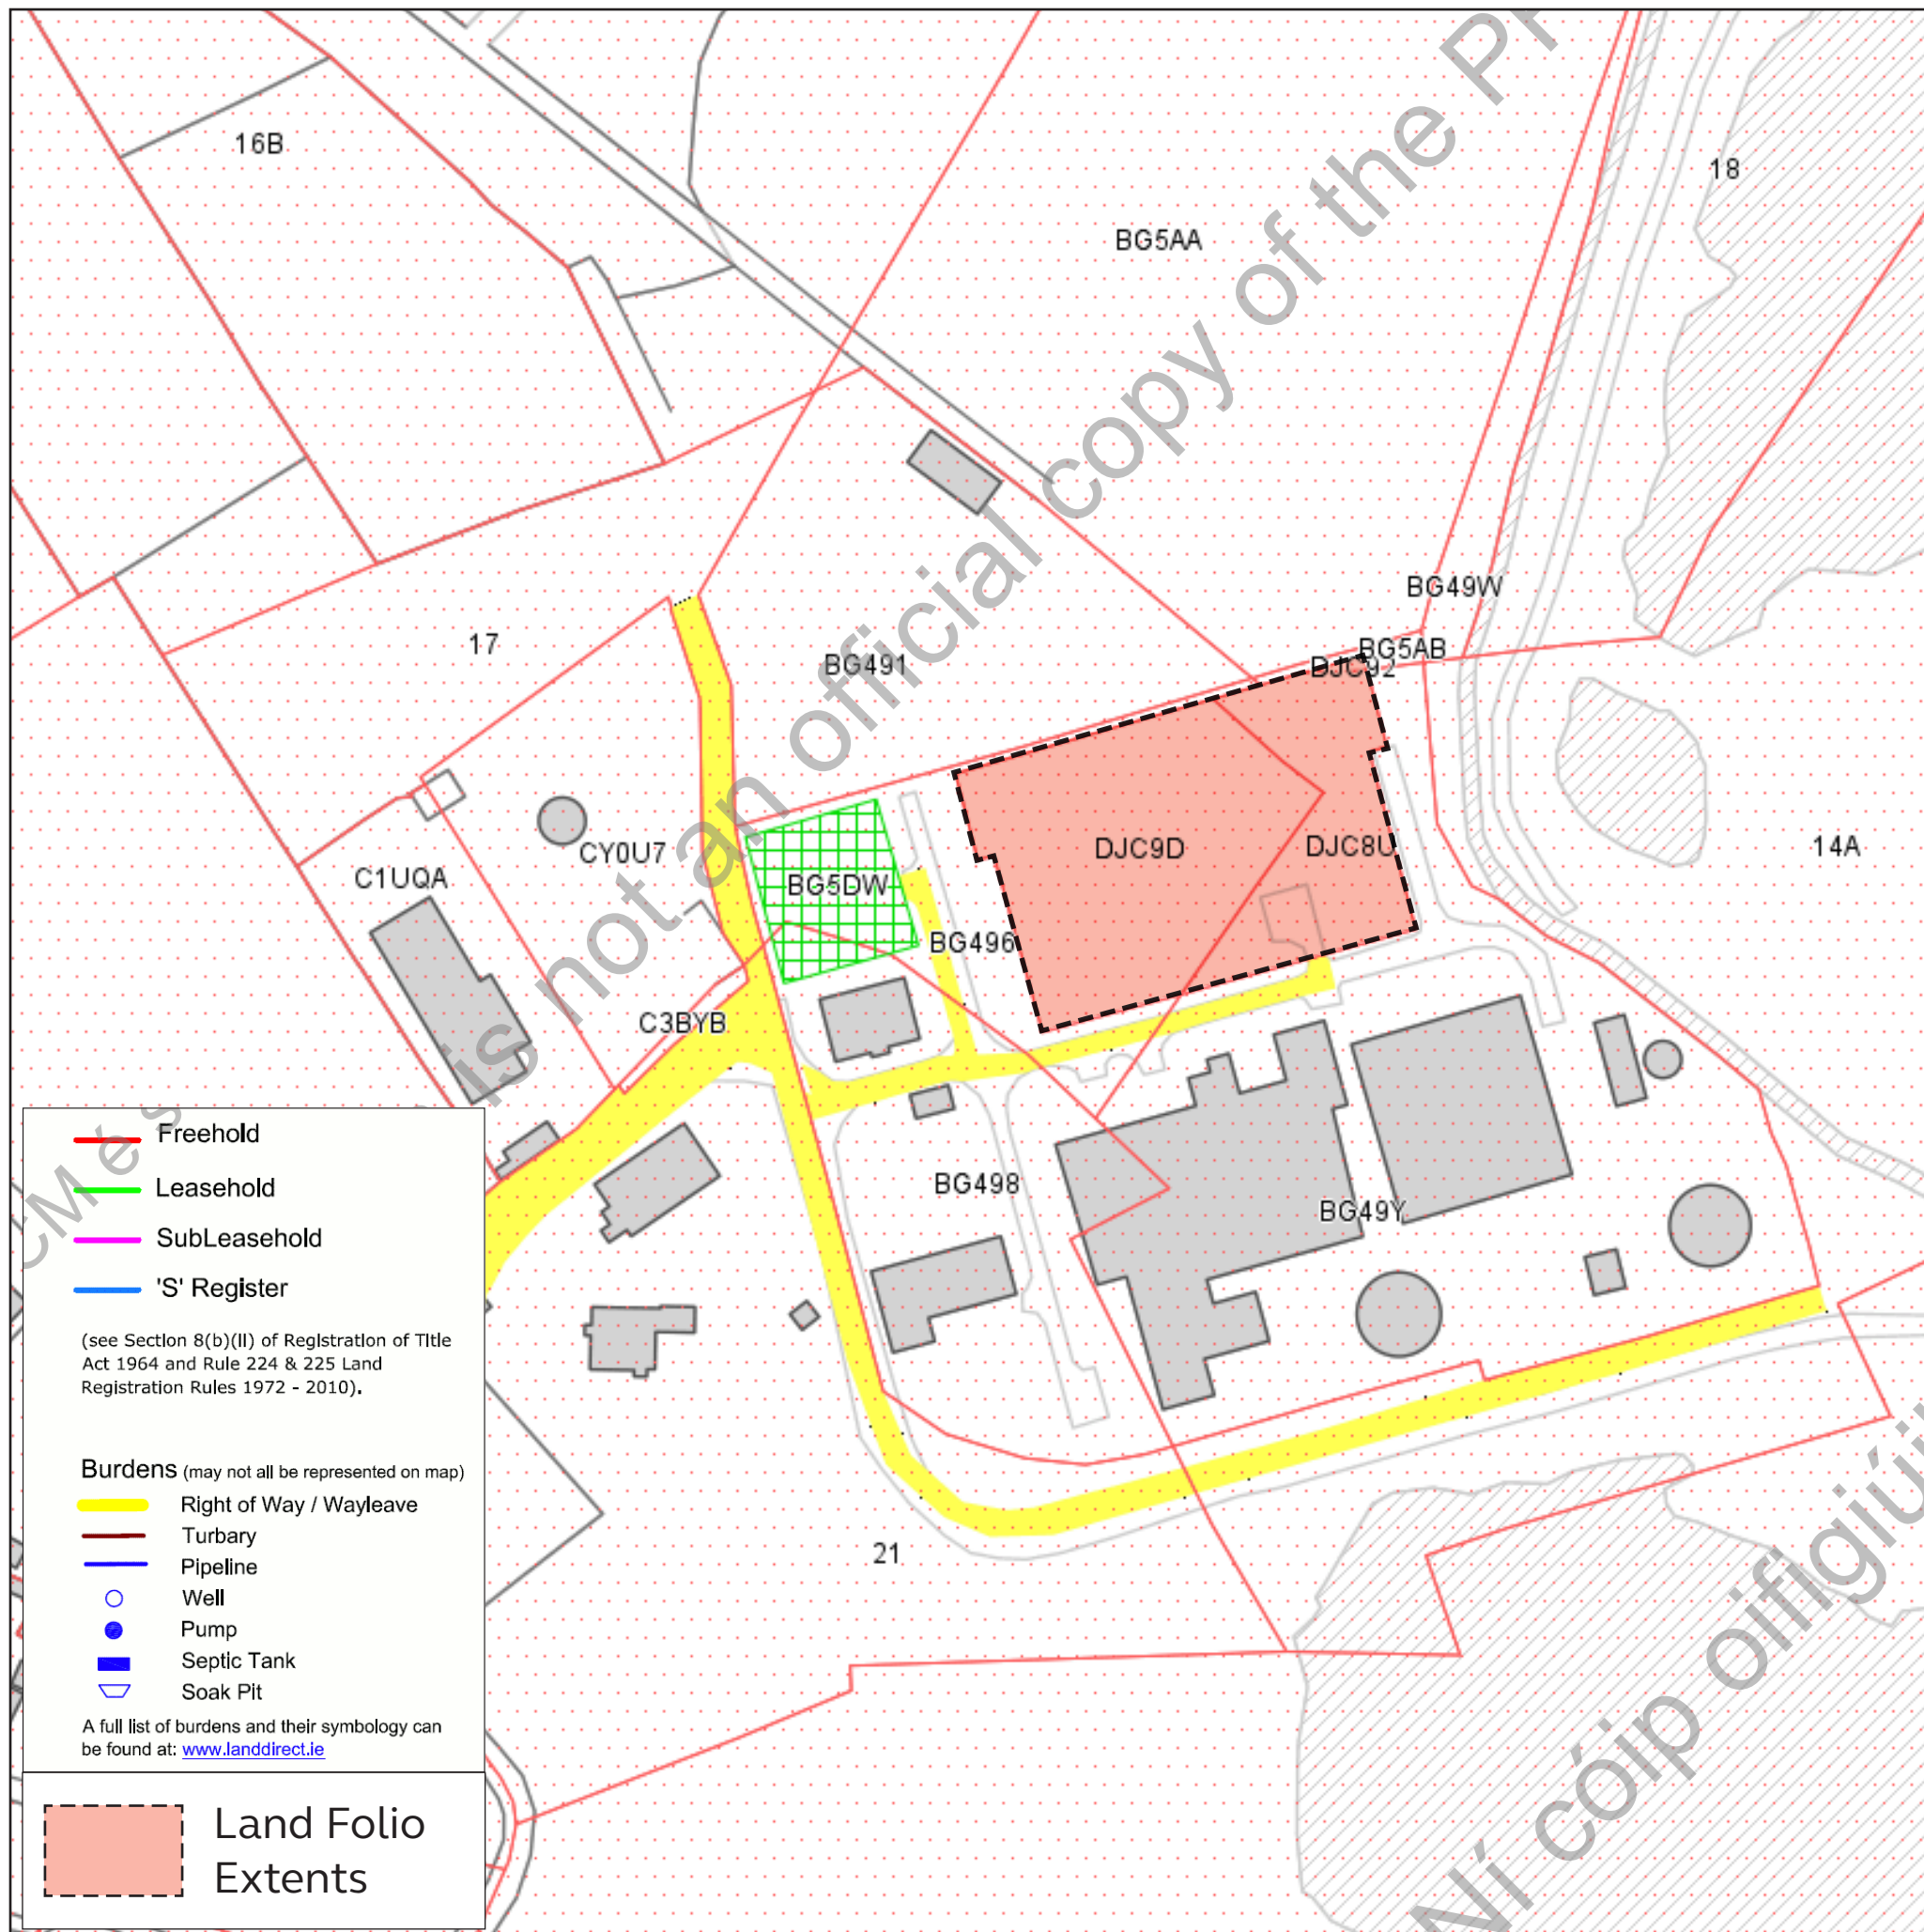 16B
18
BG5AA
BG49W
BG5AB
DJC92
17
BG491
DJC9D
DJC8U
14A
CY0U7
C1UQA
BG5DW
BG496
C3BYB
BG498
BG49Y
21
is not an official copy of the PR
CM és
Ní cóip oifigiúi
Freehold
Leasehold
SubLeasehold
'S' Register
(see Section 8(b)(ii) of Registration of Title
Act 1964 and Rule 224 & 225 Land
Registration Rules 1972 - 2010).
Burdens (may not all be represented on map)
Right of Way / Wayleave
Turbary
Pipeline
Well
Pump
Septic Tank
Soak Pit
A full list of burdens and their symbology can
be found at: www.landdirect.ie
Land Folio
Extents